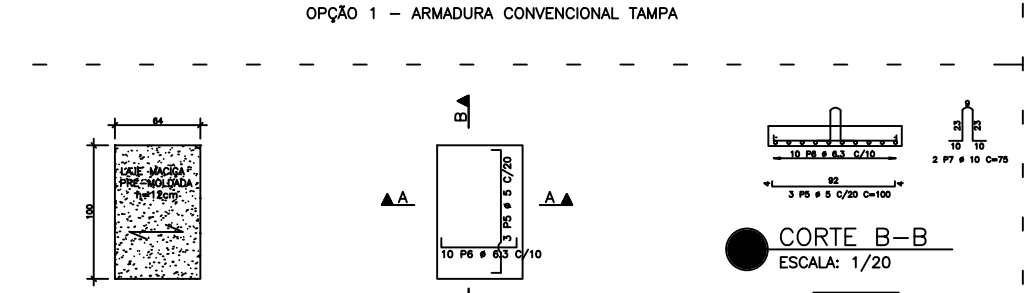 OPÇÃO 1 – ARMADURA CONVENCIONAL TAMPA
64
100
LAJE MACIÇA
PRÉ-MOLDADA
h=12cm
B
A
A
3 P5 ø 5 C/20
10 P6 ø 6.3 C/10
10 P6 ø 6.3 C/10
4
92
4
3 P5 ø 5 C/20 C=100
9
23
23
10
10
2 P7 ø 10 C=75
CORTE B–B
ESCALA: 1/20